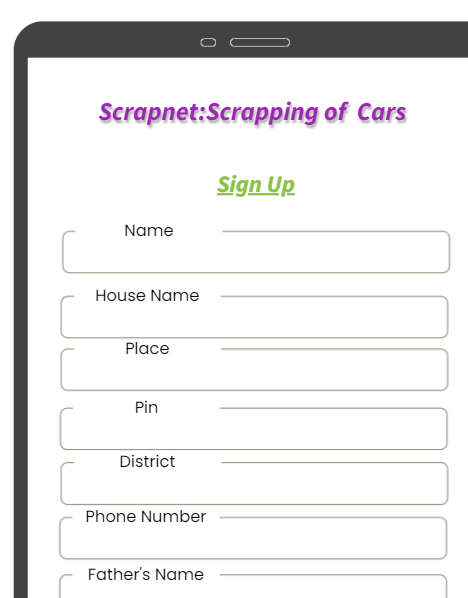 Scrapnet:Scrapping of Cars
Sign Up
Name
House Name
Place
Pin
District
Phone Number
Father's Name